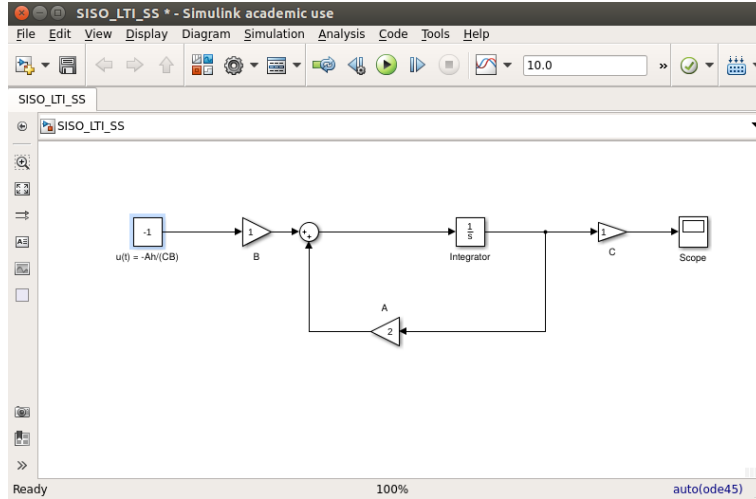 SISO_LTI_SS * - Simulink academic use
File Edit View Display Diagram Simulation Analysis Code Tools Help
10.0 »
SISO_LTI_SS
SISO_LTI_SS
-1
1
+
+
1
s
1
u(t) = -Ah/(CB)
B
Integrator
C
Scope
A
2
Ready 100% auto(ode45)